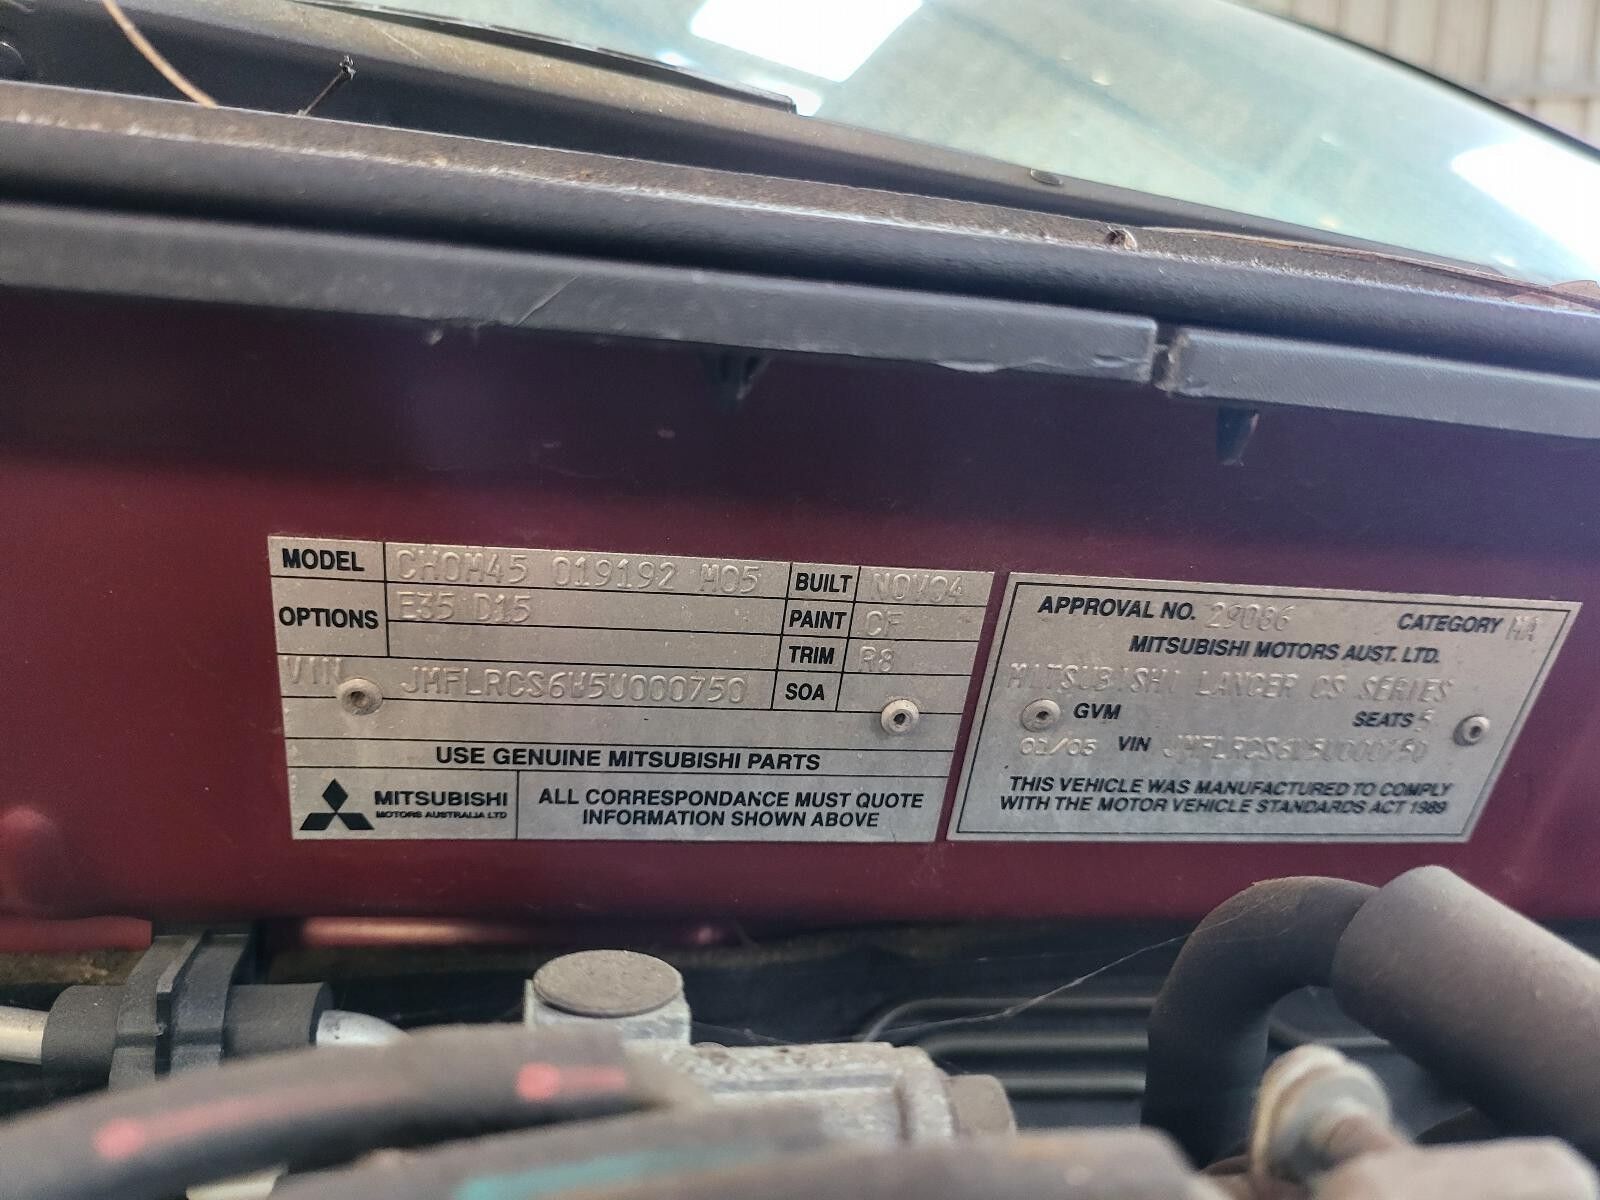 MODEL CH0M45 019192 M05 BUILT NOV04
OPTIONS E35 D15 PAINT CF
TRIM R8
VIN JMFLRCS6W5U000750 SOA
USE GENUINE MITSUBISHI PARTS
MITSUBISHI
MOTORS AUSTRALIA LTD
ALL CORRESPONDANCE MUST QUOTE
INFORMATION SHOWN ABOVE
APPROVAL NO. 29086 CATEGORY MA
MITSUBISHI MOTORS AUST. LTD.
MITSUBISHI LANCER CS SERIES
GVM SEATS 5
01/05 VIN JMFLRCS6W5U000750
THIS VEHICLE WAS MANUFACTURED TO COMPLY
WITH THE MOTOR VEHICLE STANDARDS ACT 1989